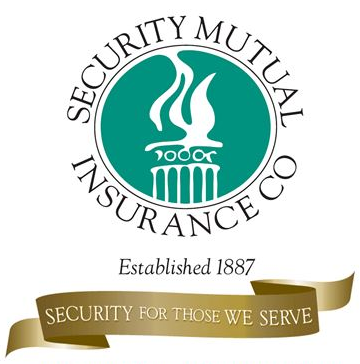 SECURITY MUTUAL
INSURANCE CO
Established 1887
SECURITY FOR THOSE WE SERVE